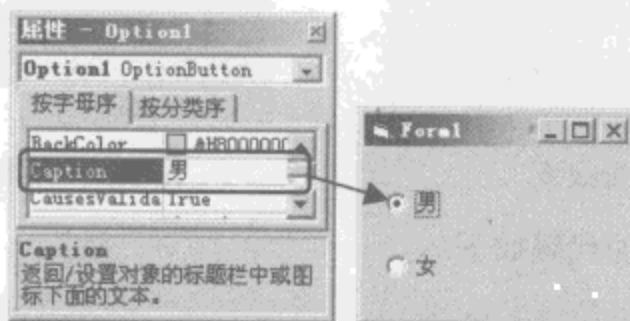 属性 - Option1
Option1 OptionButton
按字母序 按分类序
BackColor &H8000000
Caption 男
CausesValida True
Caption
返回/设置对象的标题栏中或图
标下面的文本。
Form1
男
女